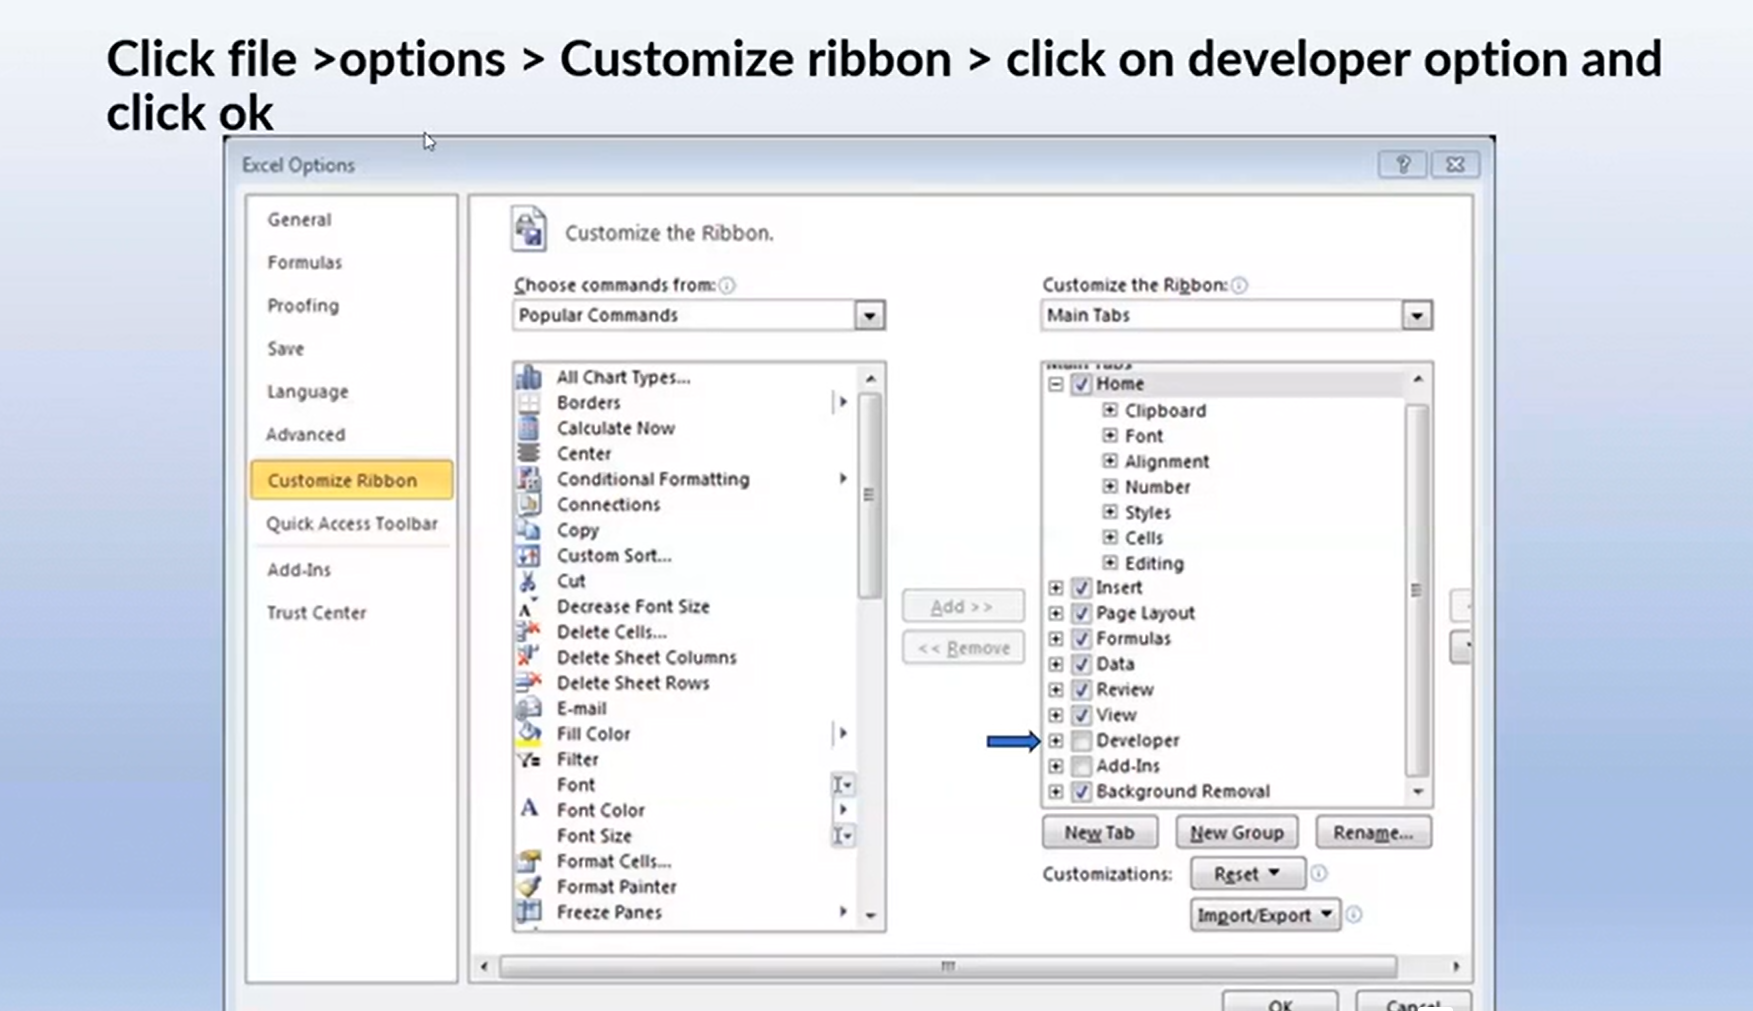 Click file >options > Customize ribbon > click on developer option and
click ok
Excel Options
General
Formulas
Proofing
Save
Language
Advanced
Customize Ribbon
Quick Access Toolbar
Add-Ins
Trust Center
Customize the Ribbon.
Choose commands from:
Popular Commands
All Chart Types...
Borders
Calculate Now
Center
Conditional Formatting
Connections
Copy
Custom Sort...
Cut
Decrease Font Size
Delete Cells...
Delete Sheet Columns
Delete Sheet Rows
E-mail
Fill Color
Filter
Font
Font Color
Font Size
Format Cells...
Format Painter
Freeze Panes
Add >>
<< Remove
Customize the Ribbon:
Main Tabs
Main Tabs
Home
Clipboard
Font
Alignment
Number
Styles
Cells
Editing
Insert
Page Layout
Formulas
Data
Review
View
Developer
Add-Ins
Background Removal
New Tab
New Group
Rename...
Customizations:
Reset
Import/Export
OK
Cancel